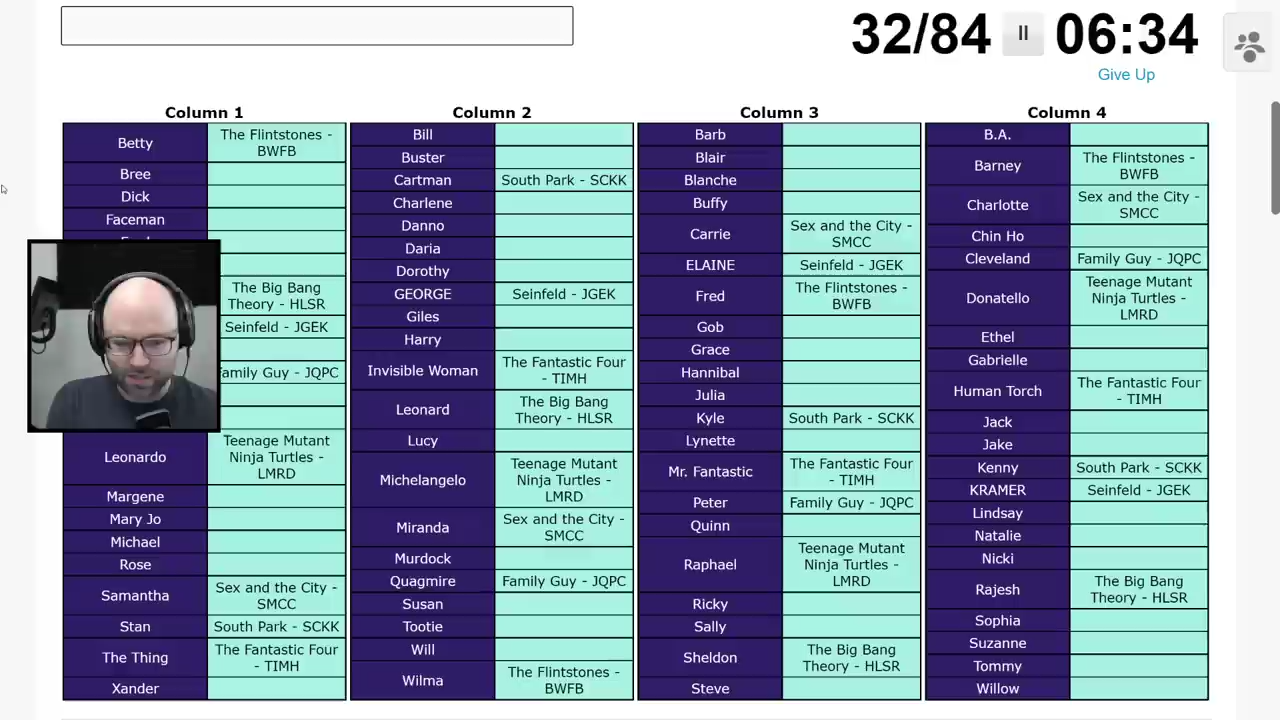 32/84
06:34
Give Up
Column 1
Betty
The Flintstones -
BWFB
Bree
Dick
Faceman
The Big Bang
Theory - HLSR
Seinfeld - JGEK
Family Guy - JQPC
Leonardo
Teenage Mutant
Ninja Turtles -
LMRD
Margene
Mary Jo
Michael
Rose
Samantha
Sex and the City -
SMCC
Stan
South Park - SCKK
The Thing
The Fantastic Four
- TIMH
Xander
Column 2
Bill
Buster
Cartman
South Park - SCKK
Charlene
Danno
Daria
Dorothy
GEORGE
Seinfeld - JGEK
Giles
Harry
Invisible Woman
The Fantastic Four
- TIMH
Leonard
The Big Bang
Theory - HLSR
Lucy
Michelangelo
Teenage Mutant
Ninja Turtles -
LMRD
Miranda
Sex and the City -
SMCC
Murdock
Quagmire
Family Guy - JQPC
Susan
Tootie
Will
Wilma
The Flintstones -
BWFB
Column 3
Barb
Blair
Blanche
Buffy
Carrie
Sex and the City -
SMCC
ELAINE
Seinfeld - JGEK
Fred
The Flintstones -
BWFB
Gob
Grace
Hannibal
Julia
Kyle
South Park - SCKK
Lynette
Mr. Fantastic
The Fantastic Four
- TIMH
Peter
Family Guy - JQPC
Quinn
Raphael
Teenage Mutant
Ninja Turtles -
LMRD
Ricky
Sally
Sheldon
The Big Bang
Theory - HLSR
Steve
Column 4
B.A.
Barney
The Flintstones -
BWFB
Charlotte
Sex and the City -
SMCC
Chin Ho
Cleveland
Family Guy - JQPC
Donatello
Teenage Mutant
Ninja Turtles -
LMRD
Ethel
Gabrielle
Human Torch
The Fantastic Four
- TIMH
Jack
Jake
Kenny
South Park - SCKK
KRAMER
Seinfeld - JGEK
Lindsay
Natalie
Nicki
Rajesh
The Big Bang
Theory - HLSR
Sophia
Suzanne
Tommy
Willow